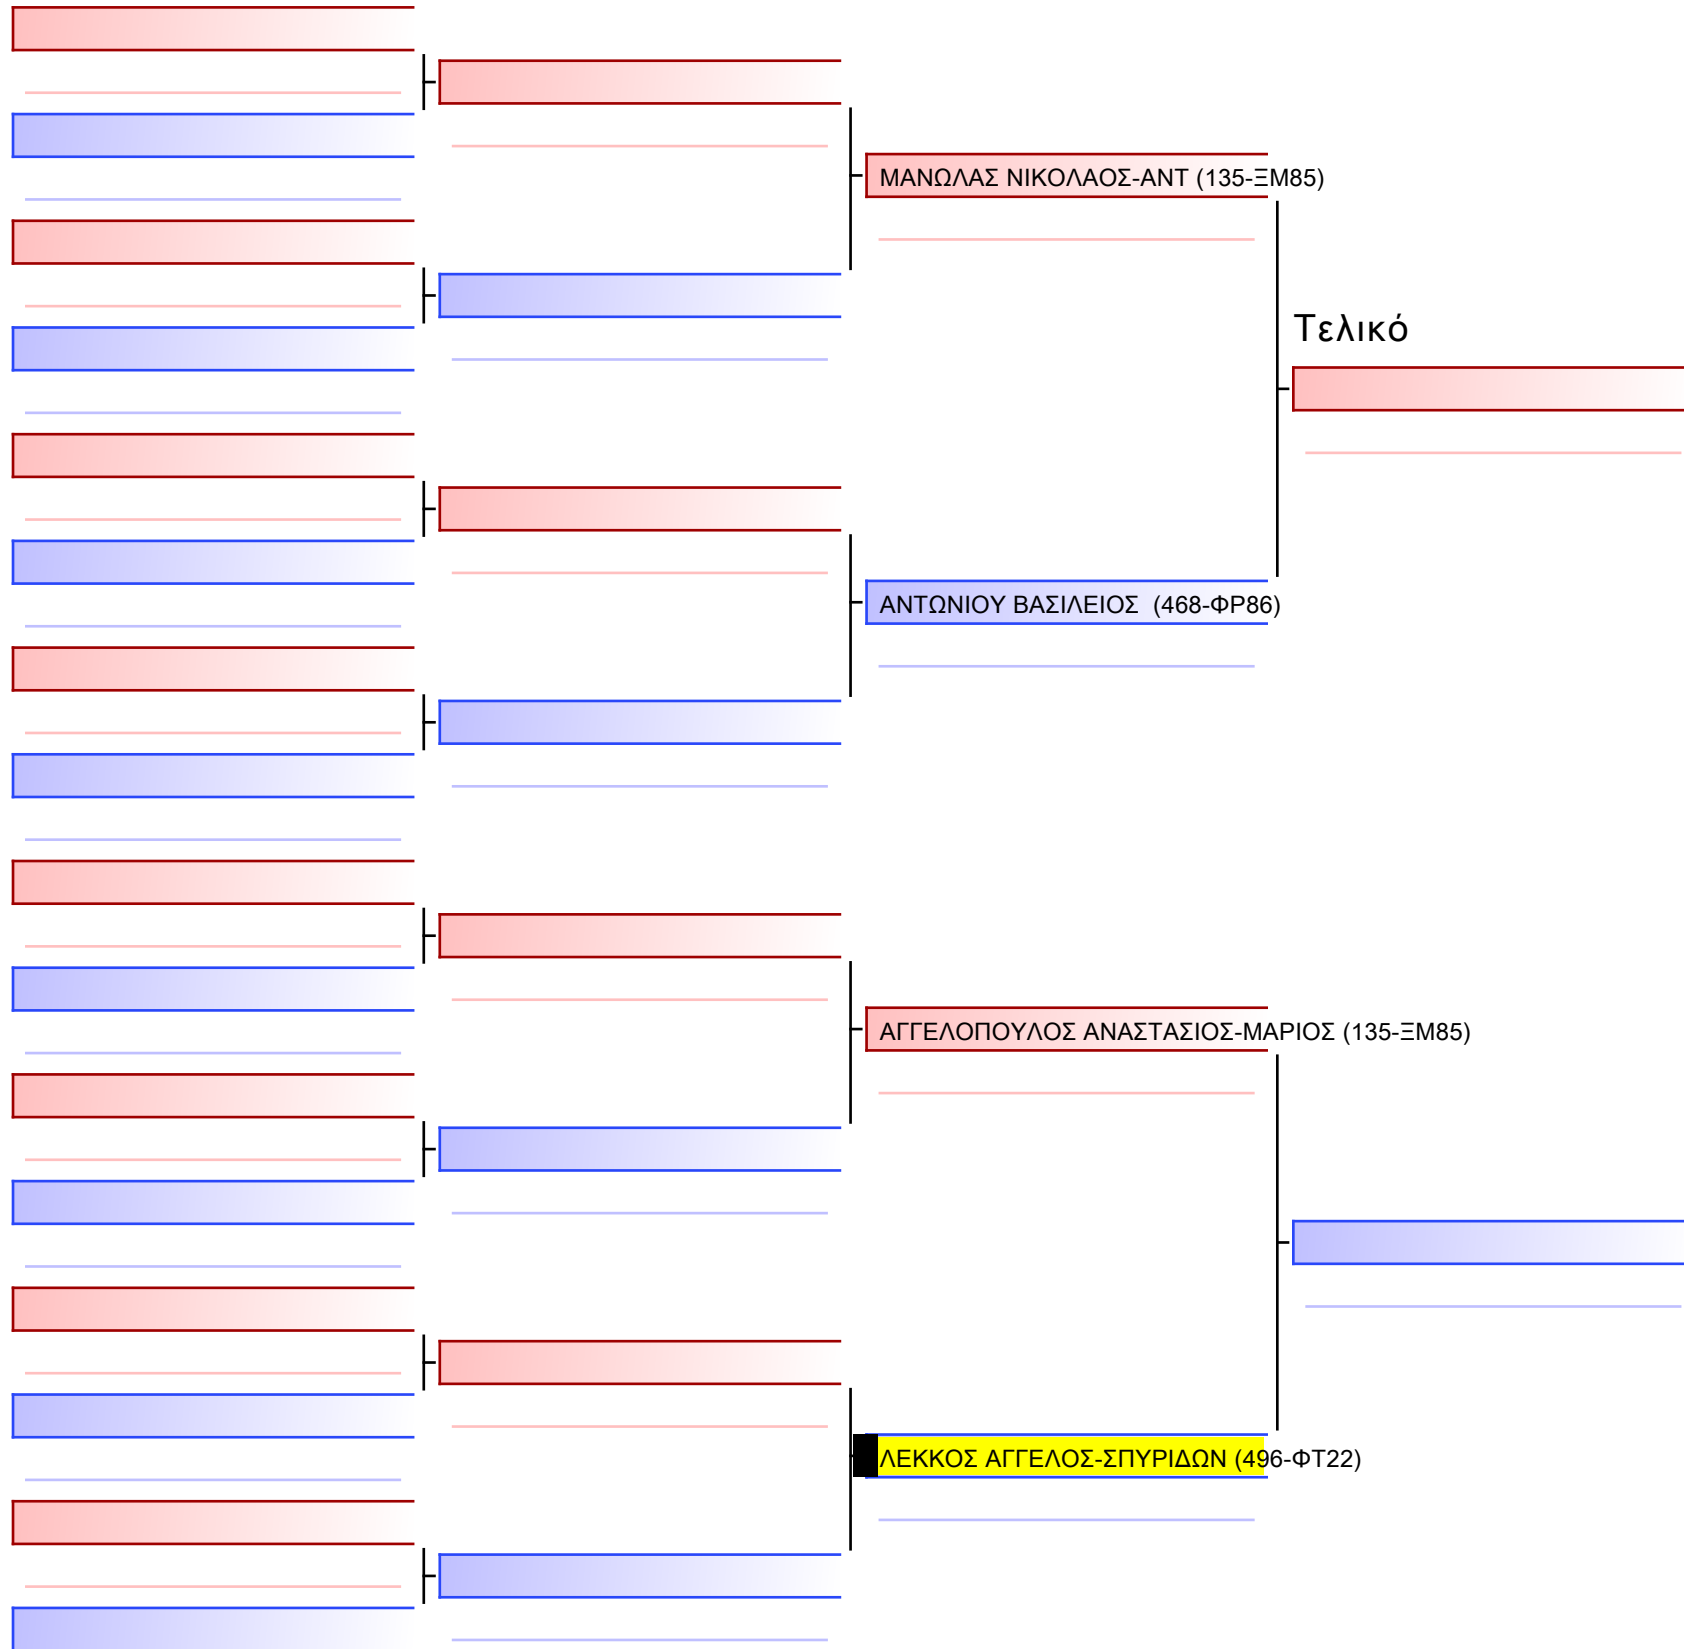 ΜΑΝΩΛΑΣ ΝΙΚΟΛΑΟΣ-ΑΝΤ (135-ΞΜ85)
Τελικό
ΑΝΤΩΝΙΟΥ ΒΑΣΙΛΕΙΟΣ (468-ΦΡ86)
ΑΓΓΕΛΟΠΟΥΛΟΣ ΑΝΑΣΤΑΣΙΟΣ-ΜΑΡΙΟΣ (135-ΞΜ85)
ΛΕΚΚΟΣ ΑΓΓΕΛΟΣ-ΣΠΥΡΙΔΩΝ (496-ΦΤ22)